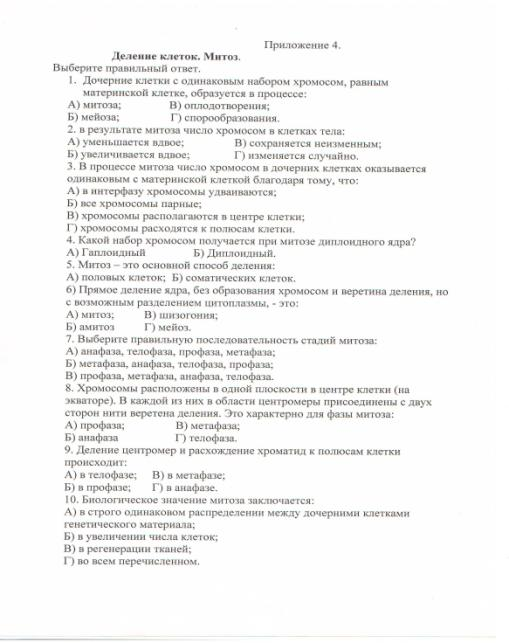 Приложение 4.
Деление клеток. Митоз.
Выберите правильный ответ.
1. Дочерние клетки с одинаковым набором хромосом, равным
материнской клетке, образуется в процессе:
А) митоза; В) оплодотворения;
Б) мейоза; Г) спорообразования.
2. в результате митоза число хромосом в клетках тела:
А) уменьшается вдвое; В) сохраняется неизменным;
Б) увеличивается вдвое; Г) изменяется случайно.
3. В процессе митоза число хромосом в дочерних клетках оказывается
одинаковым с материнской клеткой благодаря тому, что:
А) в интерфазу хромосомы удваиваются;
Б) все хромосомы парные;
В) хромосомы располагаются в центре клетки;
Г) хромосомы расходятся к полюсам клетки.
4. Какой набор хромосом получается при митозе диплоидного ядра?
А) Гаплоидный Б) Диплоидный.
5. Митоз – это основной способ деления:
А) половых клеток; Б) соматических клеток.
6) Прямое деление ядра, без образования хромосом и веретина деления, но
с возможным разделением цитоплазмы, - это:
А) митоз; В) шизогония;
Б) амитоз Г) мейоз.
7. Выберите правильную последовательность стадий митоза:
А) анафаза, телофаза, профаза, метафаза;
Б) метафаза, анафаза, телофаза, профаза;
В) профаза, метафаза, анафаза, телофаза.
8. Хромосомы расположены в одной плоскости в центре клетки (на
экваторе). В каждой из них в области центромеры присоединены с двух
сторон нити веретена деления. Это характерно для фазы митоза:
А) профаза; В) метафаза;
Б) анафаза Г) телофаза.
9. Деление центромер и расхождение хроматид к полюсам клетки
происходит:
А) в телофазе; В) в метафазе;
Б) в профазе; Г) в анафазе.
10. Биологическое значение митоза заключается:
А) в строго одинаковом распределении между дочерними клетками
генетического материала;
Б) в увеличении числа клеток;
В) в регенерации тканей;
Г) во всем перечисленном.